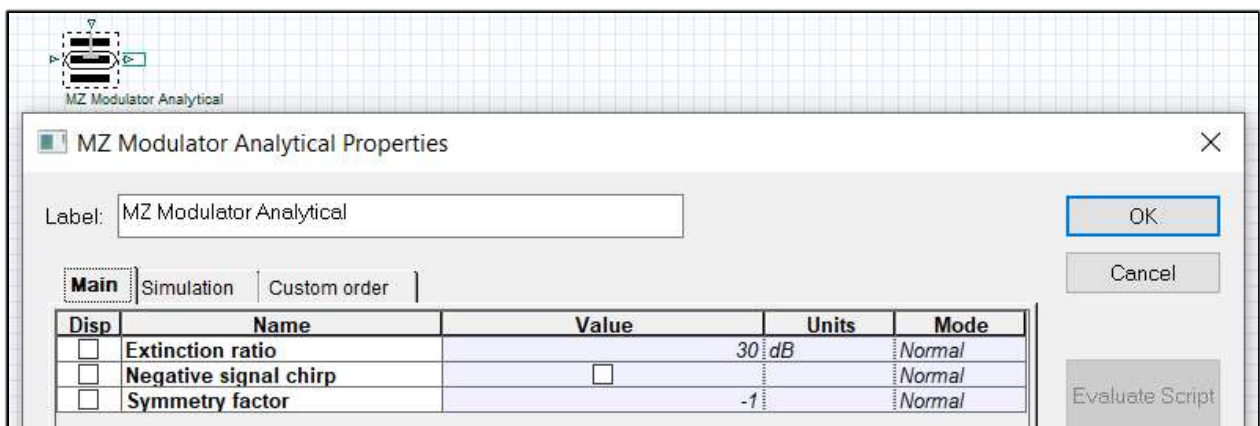 MZ Modulator Analytical
MZ Modulator Analytical Properties
Label: MZ Modulator Analytical
OK
Main Simulation Custom order
Cancel
Disp Name Value Units Mode
Extinction ratio 30 dB Normal
Negative signal chirp Normal
Symmetry factor -1 Normal
Evaluate Script